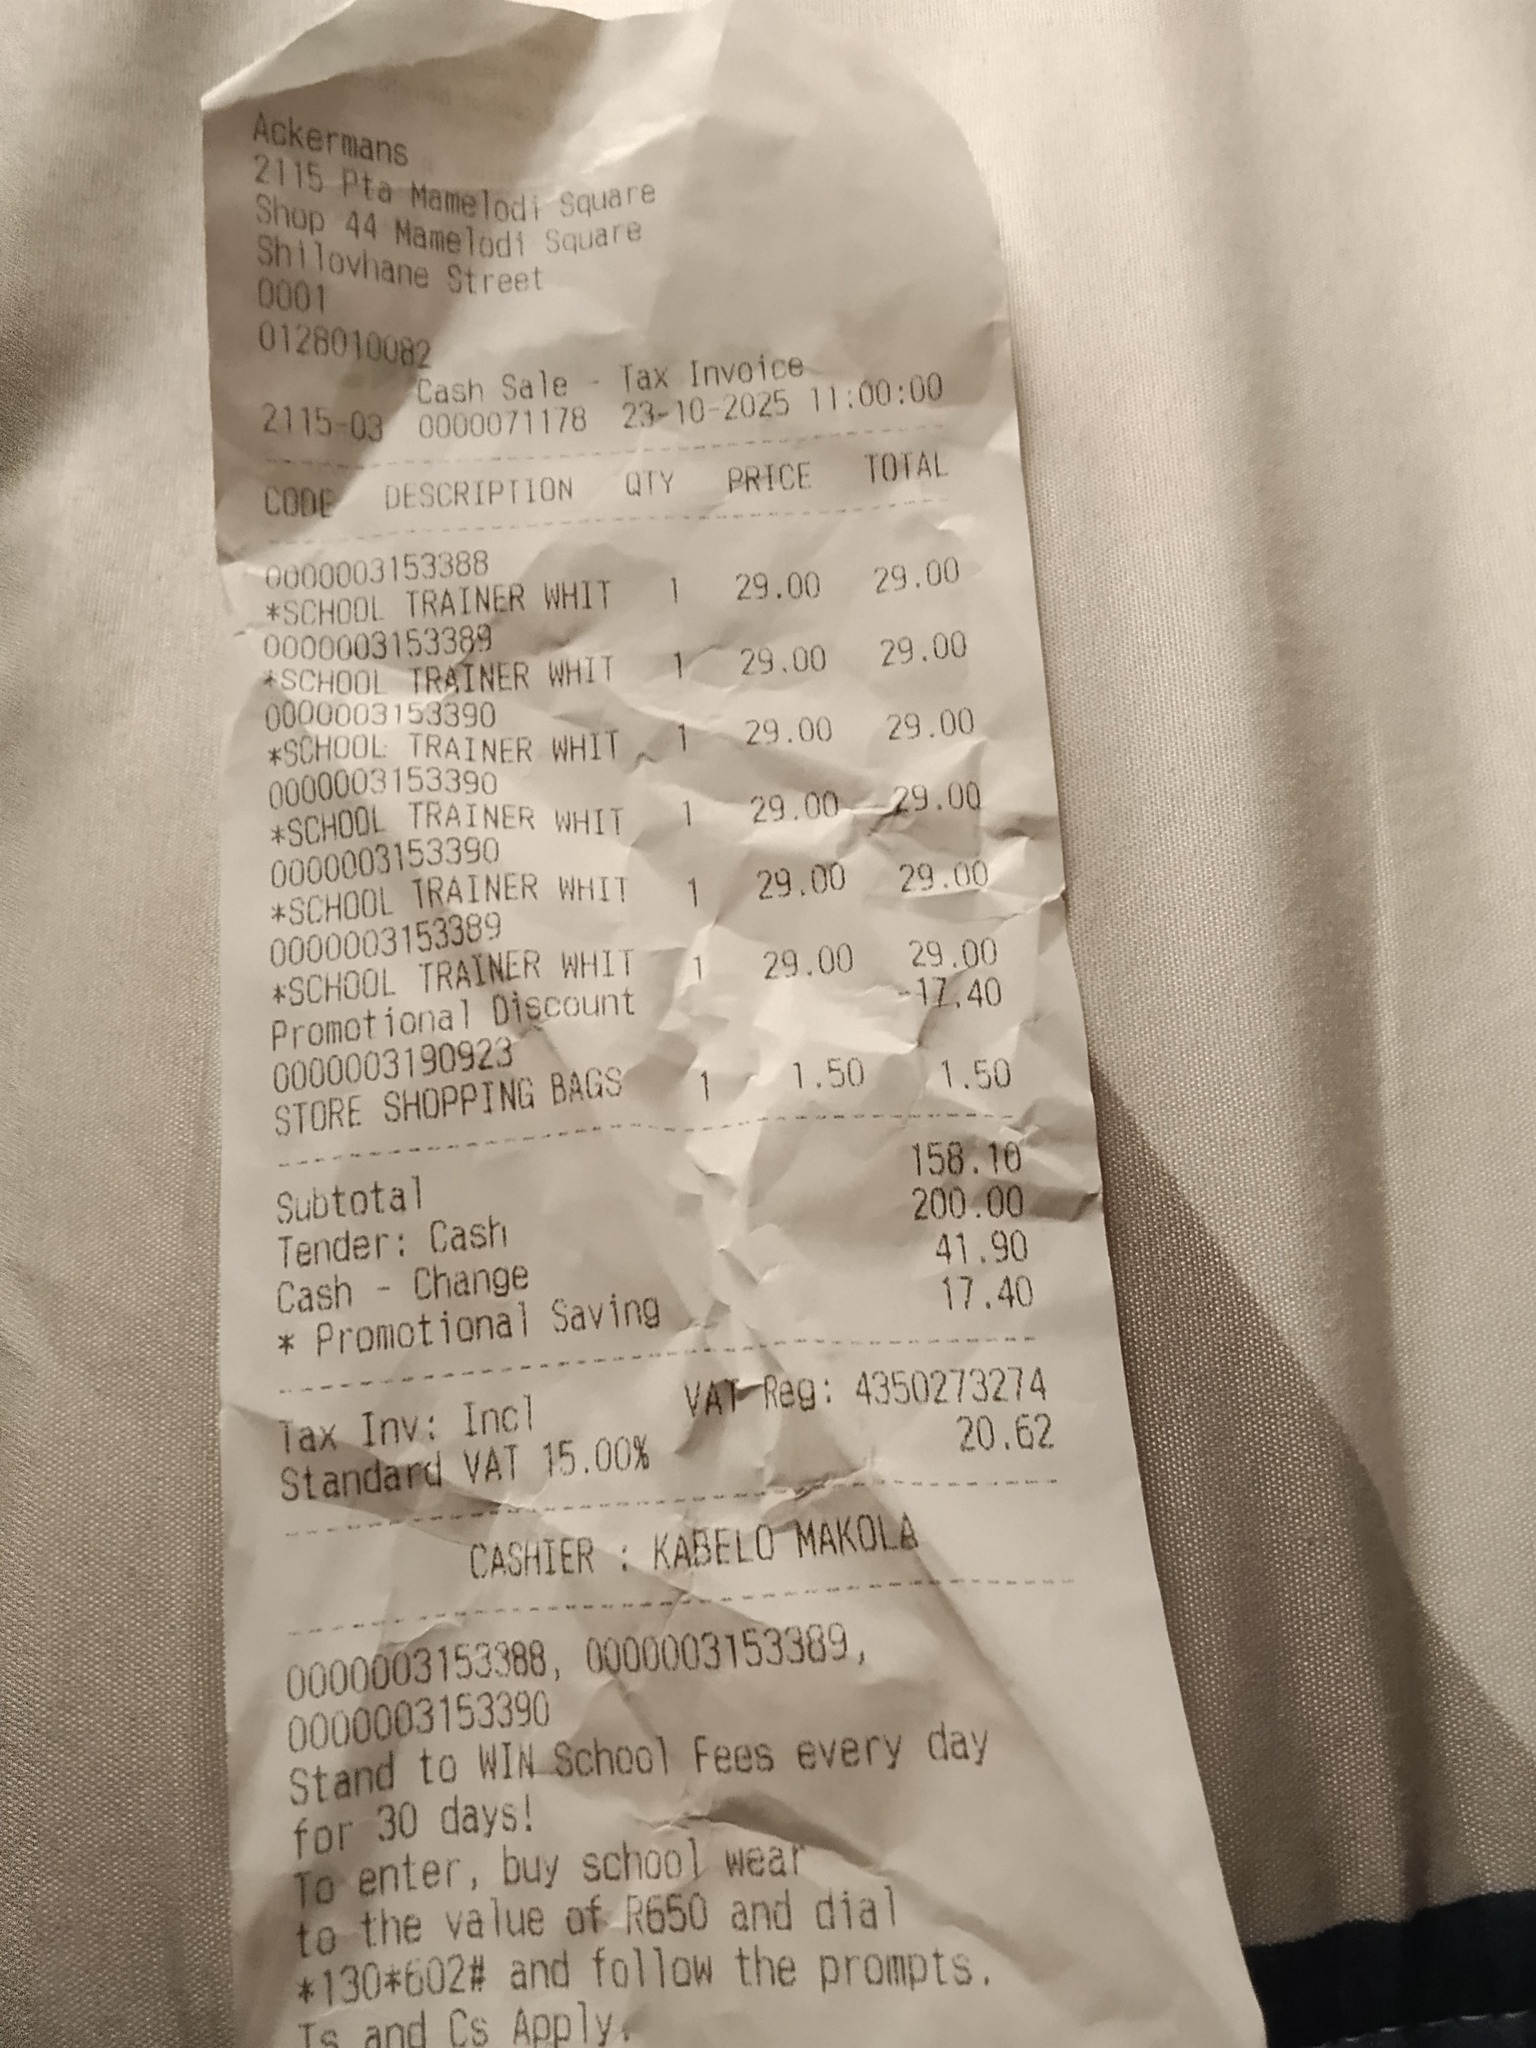 Ackermans
2115 Pta Mamelodi Square
Shop 44 Mamelodi Square
Shilovhane Street
0001
0128010082
Cash Sale - Tax Invoice
2115-03 0000071178 23-10-2025 11:00:00
CODE DESCRIPTION QTY PRICE TOTAL
0000003153388
*SCHOOL TRAINER WHIT 1 29.00 29.00
0000003153389
*SCHOOL TRAINER WHIT 1 29.00 29.00
0000003153390
*SCHOOL TRAINER WHIT 1 29.00 29.00
0000003153390
*SCHOOL TRAINER WHIT 1 29.00 29.00
0000003153390
*SCHOOL TRAINER WHIT 1 29.00 29.00
0000003153389
*SCHOOL TRAINER WHIT 1 29.00 29.00
Promotional Discount -17.40
0000003190923
STORE SHOPPING BAGS 1 1.50 1.50
Subtotal 158.10
Tender: Cash 200.00
Cash - Change 41.90
* Promotional Saving 17.40
Tax Inv: Incl VAT Reg: 4350273274
Standard VAT 15.00% 20.62
CASHIER : KABELO MAKOLA
0000003153388, 0000003153389,
0000003153390
Stand to WIN School Fees every day
for 30 days!
To enter, buy school wear
to the value of R650 and dial
*130*602# and follow the prompts.
Ts and Cs Apply.